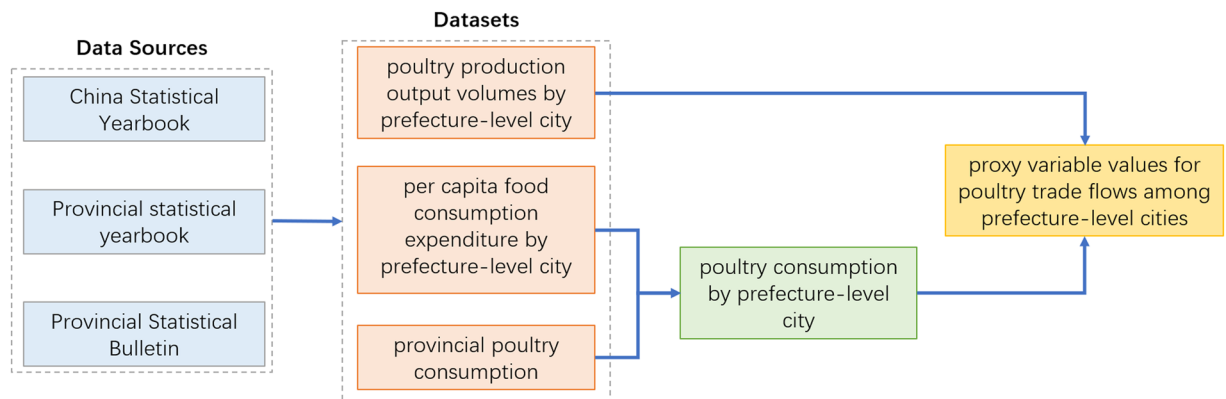 Data Sources
China Statistical
Yearbook
Provincial statistical
yearbook
Provincial Statistical
Bulletin
Datasets
poultry production
output volumes by
prefecture-level city
per capita food
consumption
expenditure by
prefecture-level city
provincial poultry
consumption
poultry consumption
by prefecture-level
city
proxy variable values for
poultry trade flows among
prefecture-level cities